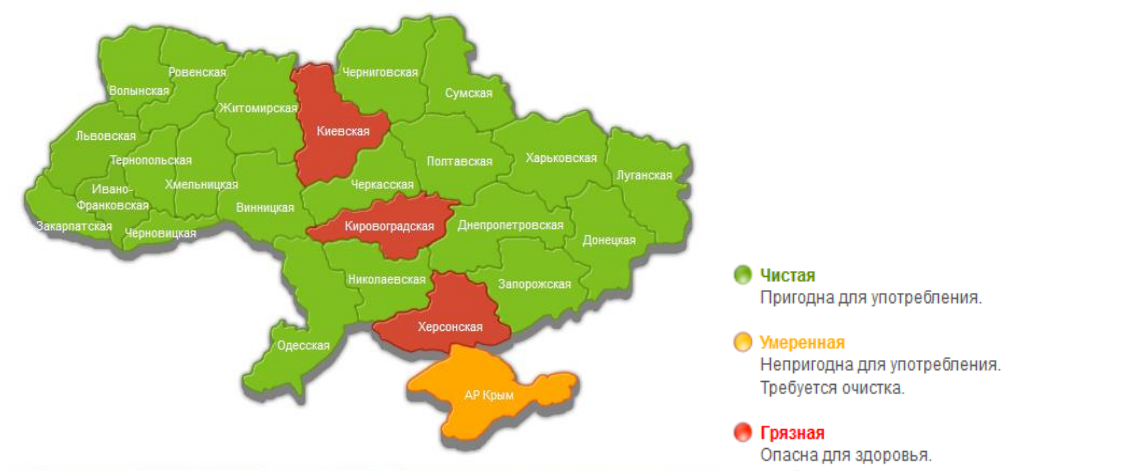 Черниговская
Ровенская
Волынская
Сумская
Житомирская
Киевская
Львовская
Тернопольская
Полтавская
Харьковская
Луганская
Хмельницкая
Черкасская
Ивано-
Франковская
Винницкая
Закарпатская
Черновицкая
Кировоградская
Днепропетровская
Донецкая
Николаевская
Запорожская
Херсонская
Одесская
АР Крым
Чистая
Пригодна для употребления.
Умеренная
Непригодна для употребления.
Требуется очистка.
Грязная
Опасна для здоровья.